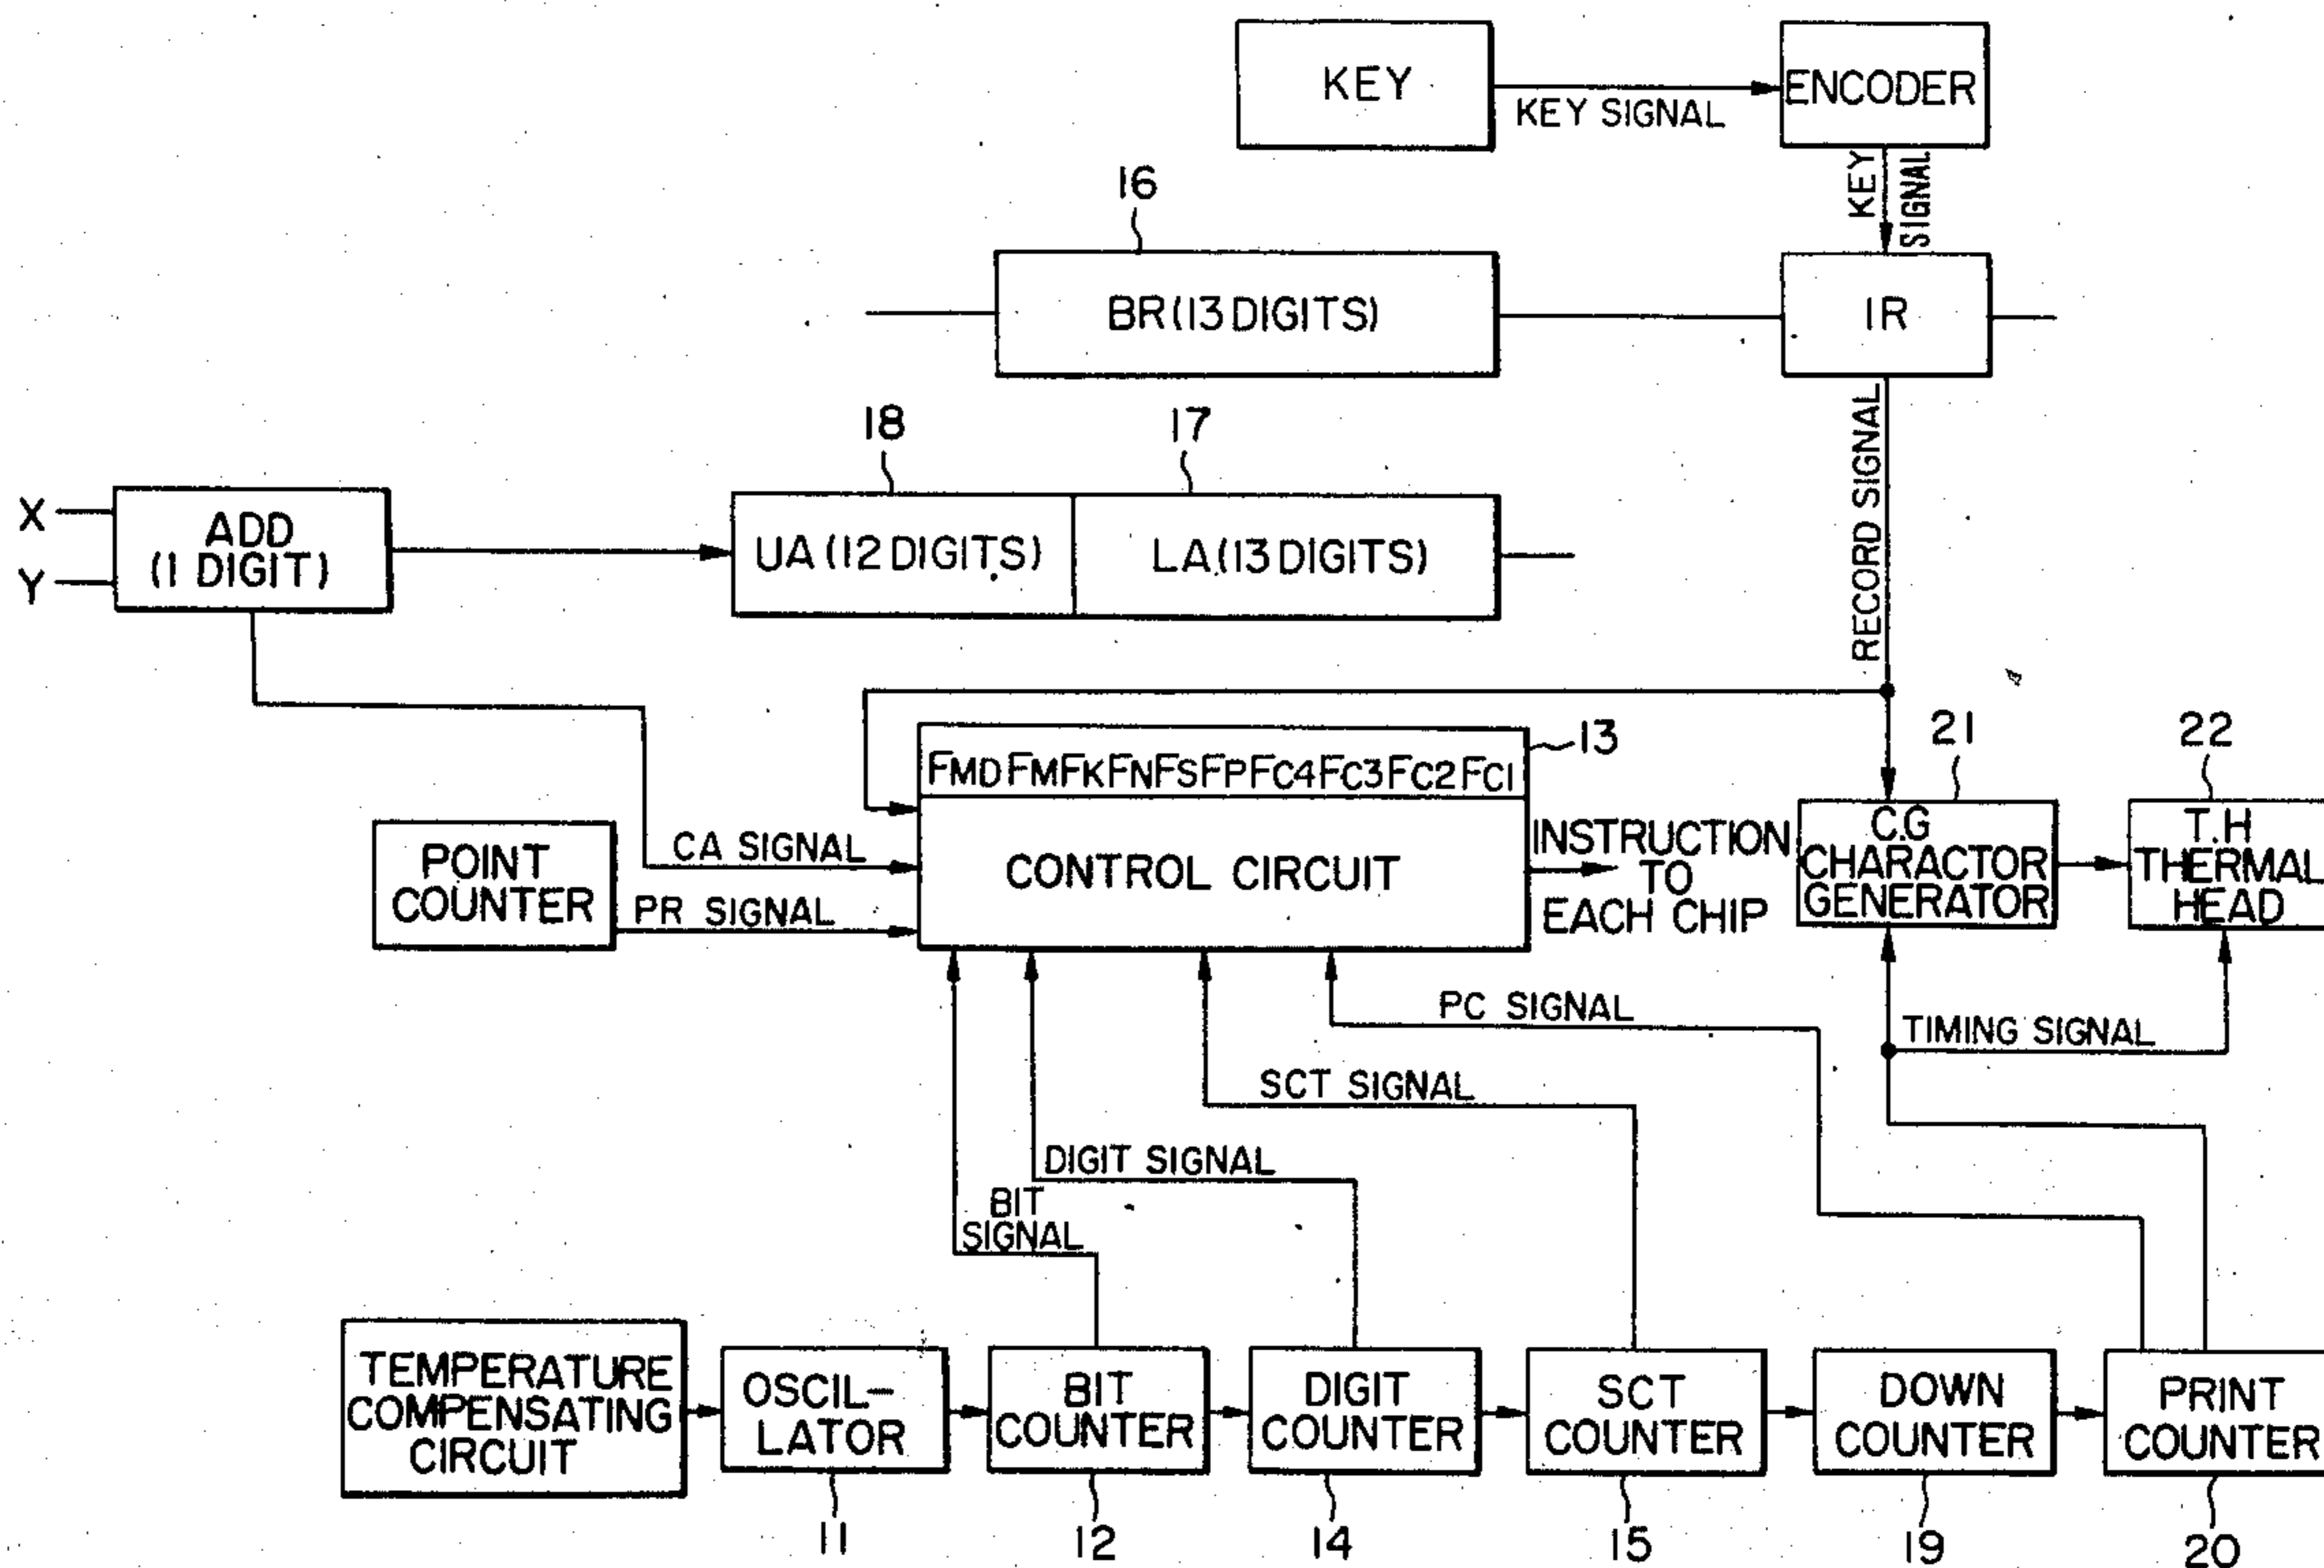 KEY
KEY SIGNAL
ENCODER
KEY
SIGNAL
16
BR(13 DIGITS)
IR
RECORD SIGNAL
18
17
X
Y
ADD
(1 DIGIT)
UA (12 DIGITS)
LA (13 DIGITS)
13
FMD FM FK FN FS FP FC4 FC3 FC2 FC1
CONTROL CIRCUIT
CA SIGNAL
POINT
COUNTER
PR SIGNAL
INSTRUCTION
TO
EACH CHIP
21
C.G
CHARACTOR
GENERATOR
22
T.H
THERMAL
HEAD
PC SIGNAL
TIMING SIGNAL
SCT SIGNAL
DIGIT SIGNAL
BIT
SIGNAL
TEMPERATURE
COMPENSATING
CIRCUIT
OSCIL-
LATOR
BIT
COUNTER
DIGIT
COUNTER
SCT
COUNTER
DOWN
COUNTER
PRINT
COUNTER
11
12
14
15
19
20